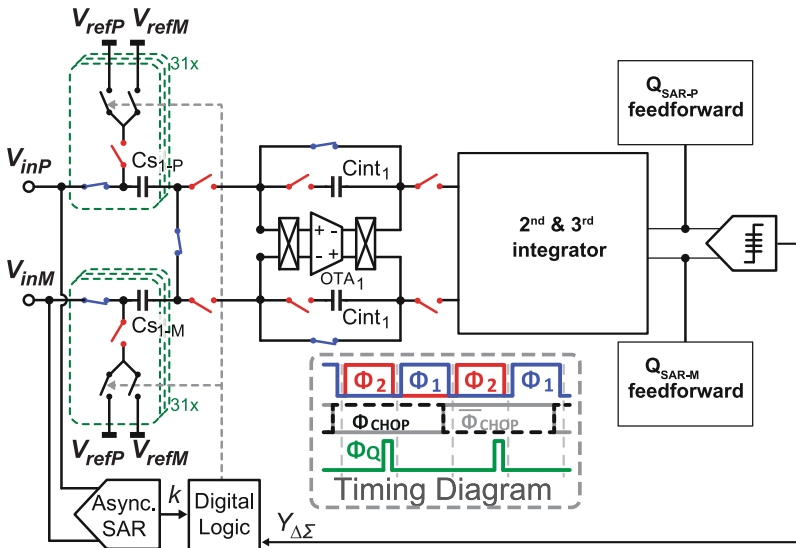 VrefP VrefM
31x
VinP
Cs1-P
Cint1
QSAR-P
feedforward
2nd & 3rd
integrator
+ -
- +
OTA1
VinM
Cs1-M
Cint1
QSAR-M
feedforward
31x
VrefP VrefM
Φ2 Φ1 Φ2 Φ1
ΦCHOP Φ̅CHOP
ΦQ
Timing Diagram
Async.
SAR
k
Digital
Logic
YΔΣ